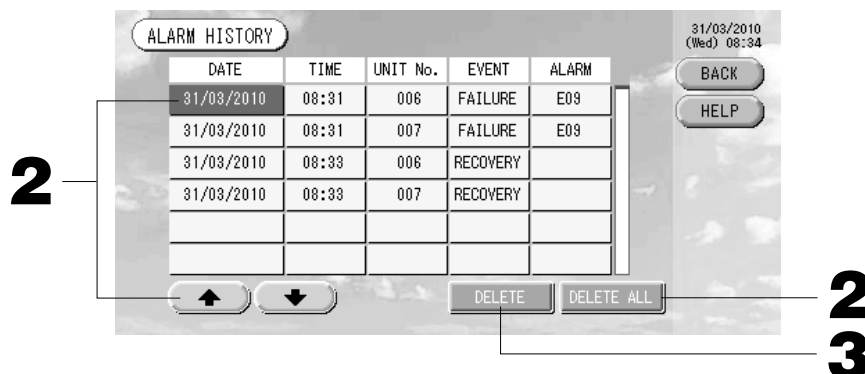 ALARM HISTORY
31/03/2010
(Wed) 08:34
DATE TIME UNIT No. EVENT ALARM
BACK
31/03/2010 08:31 006 FAILURE E09
HELP
31/03/2010 08:31 007 FAILURE E09
31/03/2010 08:33 006 RECOVERY
2
31/03/2010 08:33 007 RECOVERY
DELETE DELETE ALL
2
3